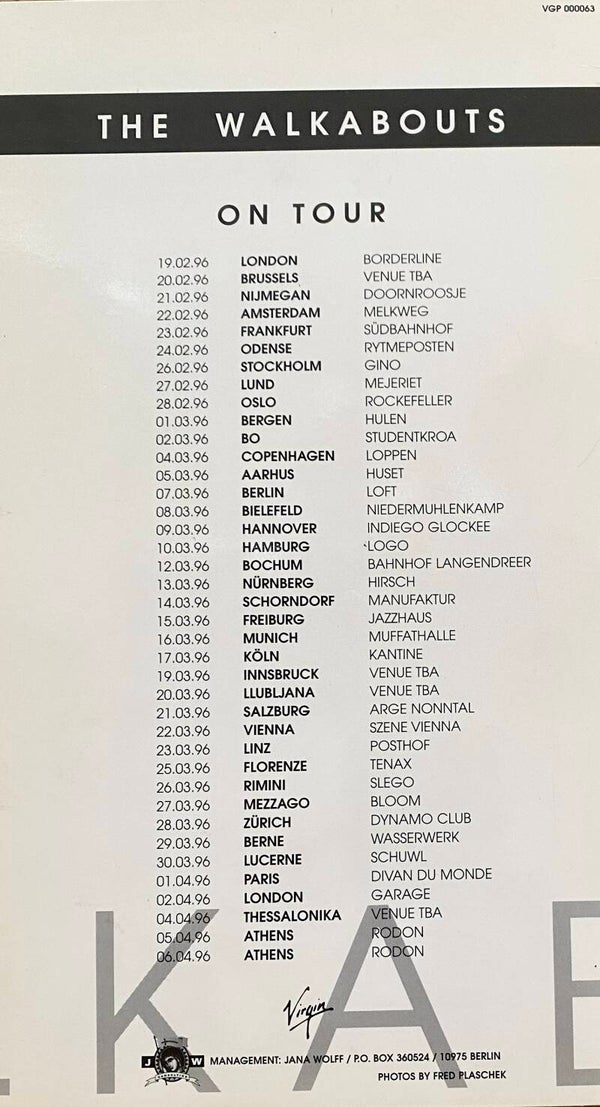 VGP 000063
THE WALKABOUTS
ON TOUR
19.02.96 LONDON BORDERLINE
20.02.96 BRUSSELS VENUE TBA
21.02.96 NIJMEGAN DOORNROOSJE
22.02.96 AMSTERDAM MELKWEG
23.02.96 FRANKFURT SÜDBAHNHOF
24.02.96 ODENSE RYTMEPOSTEN
26.02.96 STOCKHOLM GINO
27.02.96 LUND MEJERIET
28.02.96 OSLO ROCKEFELLER
01.03.96 BERGEN HULEN
02.03.96 BO STUDENTKROA
04.03.96 COPENHAGEN LOPPEN
05.03.96 AARHUS HUSET
07.03.96 BERLIN LOFT
08.03.96 BIELEFELD NIEDERMUHLENKAMP
09.03.96 HANNOVER INDIEGO GLOCKEE
10.03.96 HAMBURG LOGO
12.03.96 BOCHUM BAHNHOF LANGENDREER
13.03.96 NÜRNBERG HIRSCH
14.03.96 SCHORNDORF MANUFAKTUR
15.03.96 FREIBURG JAZZHAUS
16.03.96 MUNICH MUFFATHALLE
17.03.96 KÖLN KANTINE
19.03.96 INNSBRUCK VENUE TBA
20.03.96 LLUBLJANA VENUE TBA
21.03.96 SALZBURG ARGE NONNTAL
22.03.96 VIENNA SZENE VIENNA
23.03.96 LINZ POSTHOF
25.03.96 FLORENZE TENAX
26.03.96 RIMINI SLEGO
27.03.96 MEZZAGO BLOOM
28.03.96 ZÜRICH DYNAMO CLUB
29.03.96 BERNE WASSERWERK
30.03.96 LUCERNE SCHUWL
01.04.96 PARIS DIVAN DU MONDE
02.04.96 LONDON GARAGE
04.04.96 THESSALONIKA VENUE TBA
05.04.96 ATHENS RODON
06.04.96 ATHENS RODON
KAB
Virgin
J W MANAGEMENT: JANA WOLFF / P.O. BOX 360524 / 10975 BERLIN
PHOTOS BY FRED PLASCHEK